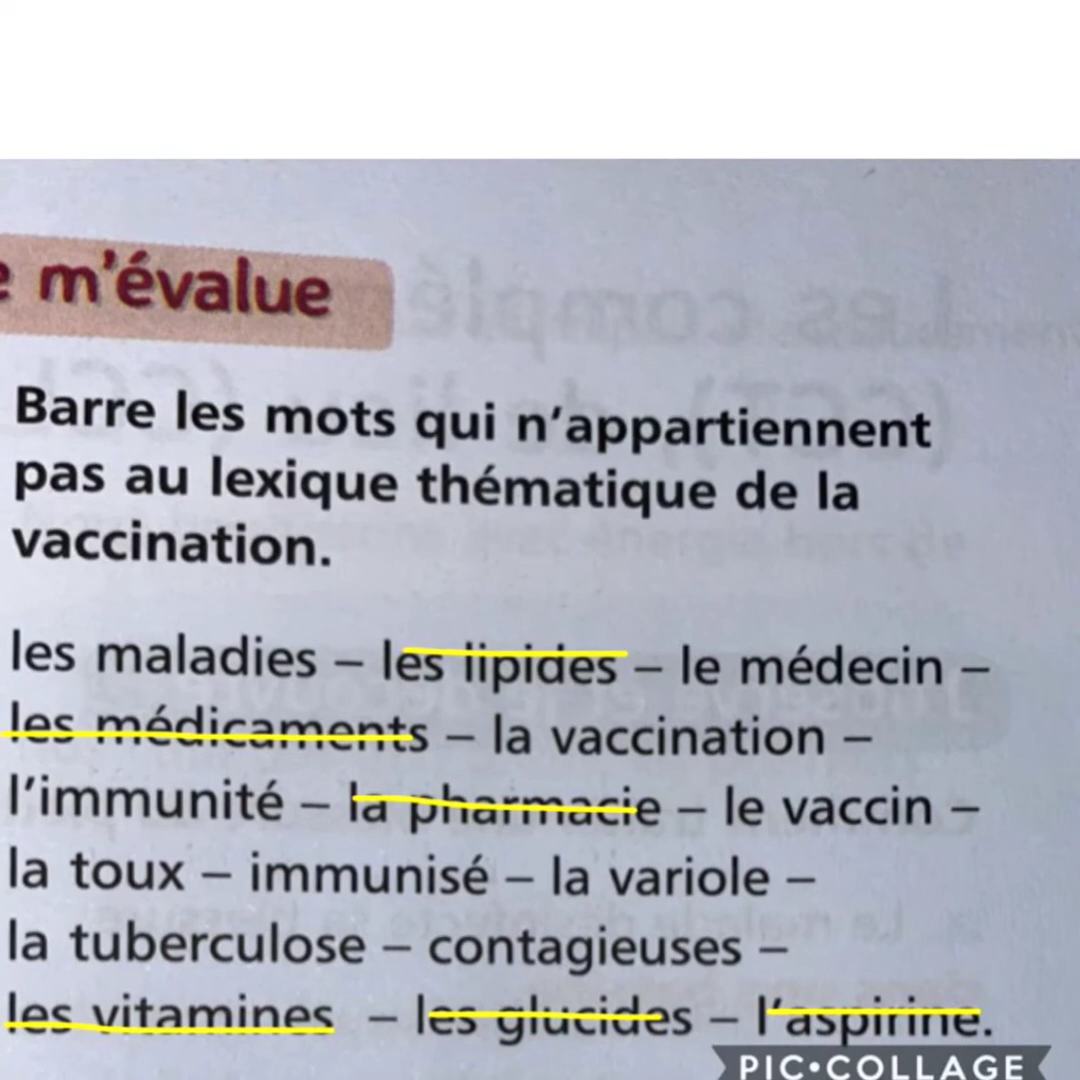 e m'évalue
Barre les mots qui n'appartiennent
pas au lexique thématique de la
vaccination.
les maladies – les lipides – le médecin –
les médicaments – la vaccination –
l'immunité – la pharmacie – le vaccin –
la toux – immunisé – la variole –
la tuberculose – contagieuses –
les vitamines – les glucides – l'aspirine.
PIC•COLLAGE